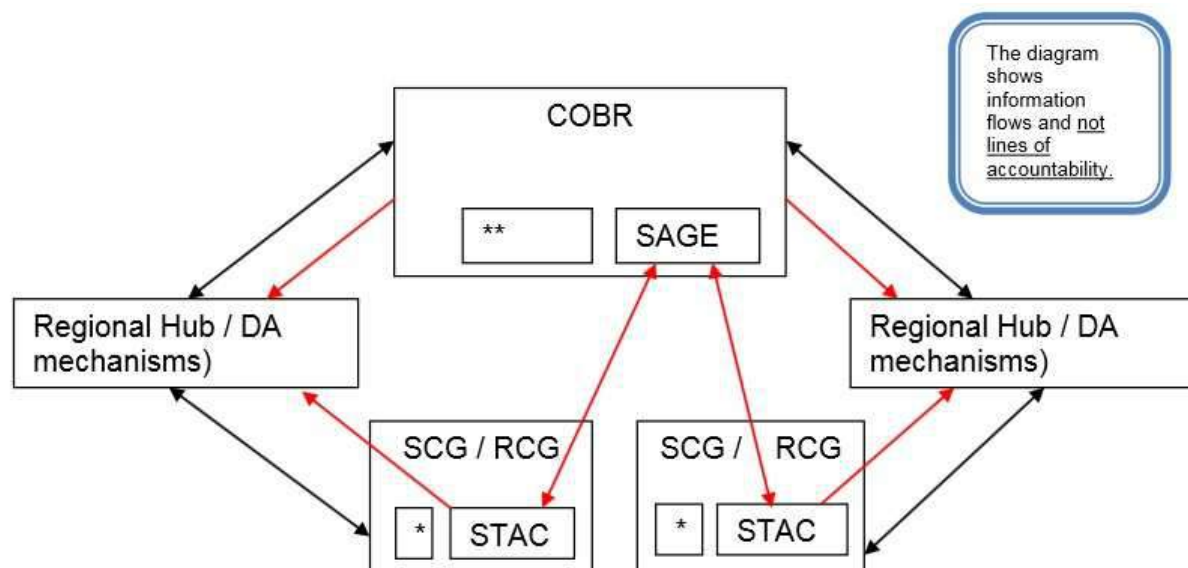 The diagram
shows
information
flows and not
lines of
accountability.
COBR
**
SAGE
Regional Hub / DA
mechanisms)
Regional Hub / DA
mechanisms)
SCG / RCG
*
STAC
SCG / RCG
*
STAC